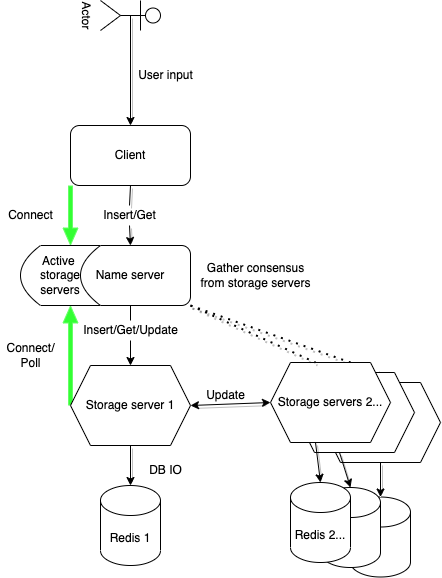 Actor
User input
Client
Connect
Insert/Get
Active
storage
servers
Name server
Gather consensus
from storage servers
Insert/Get/Update
Connect/
Poll
Storage server 1
Update
Storage servers 2...
DB IO
Redis 1
Redis 2...